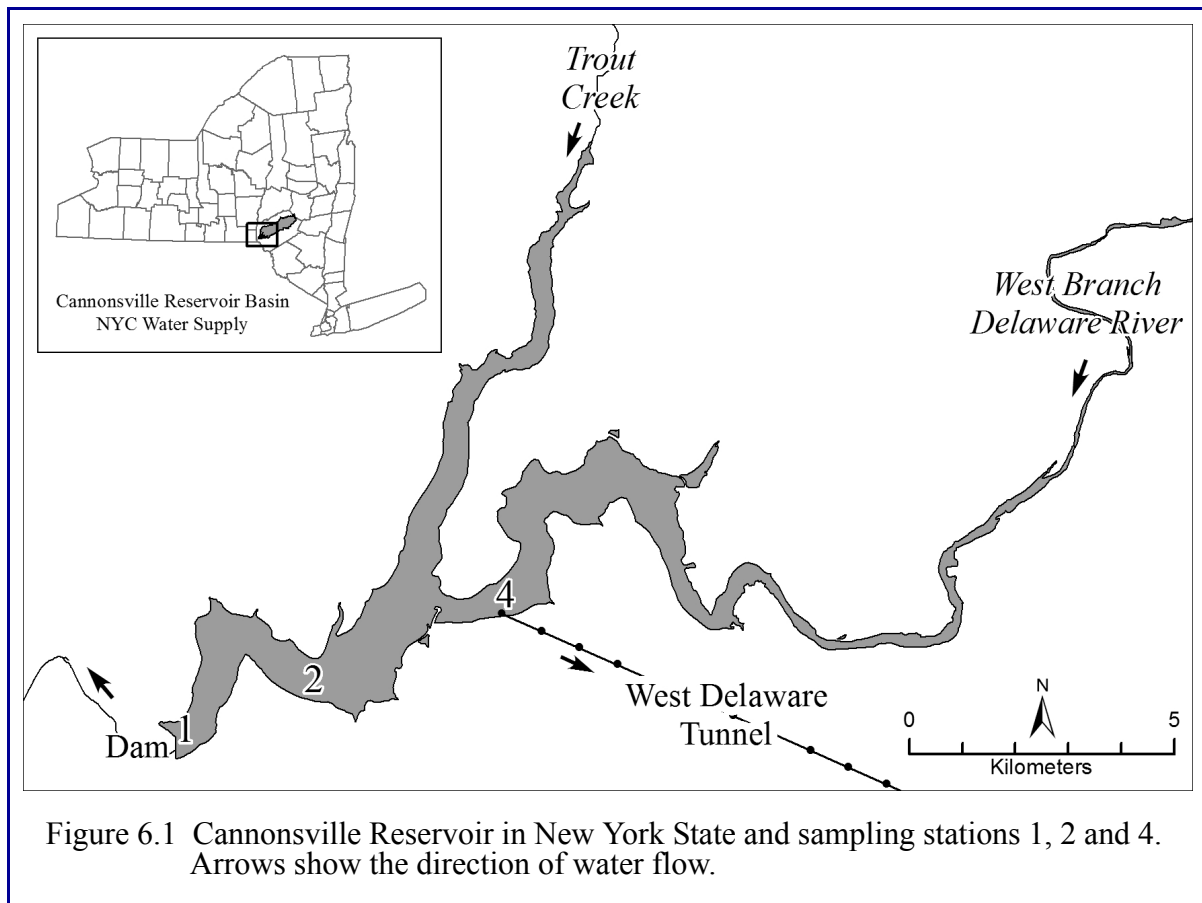 Trout
Creek
West Branch
Delaware River
Cannonsville Reservoir Basin
NYC Water Supply
4
2
1
Dam
West Delaware
Tunnel
N
0 5
Kilometers
Figure 6.1 Cannonsville Reservoir in New York State and sampling stations 1, 2 and 4.
Arrows show the direction of water flow.